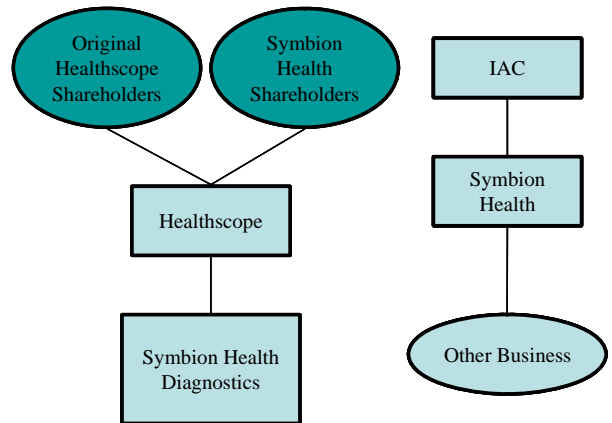 Original
Healthscope
Shareholders
Symbion
Health
Shareholders
IAC
Healthscope
Symbion
Health
Symbion Health
Diagnostics
Other Business